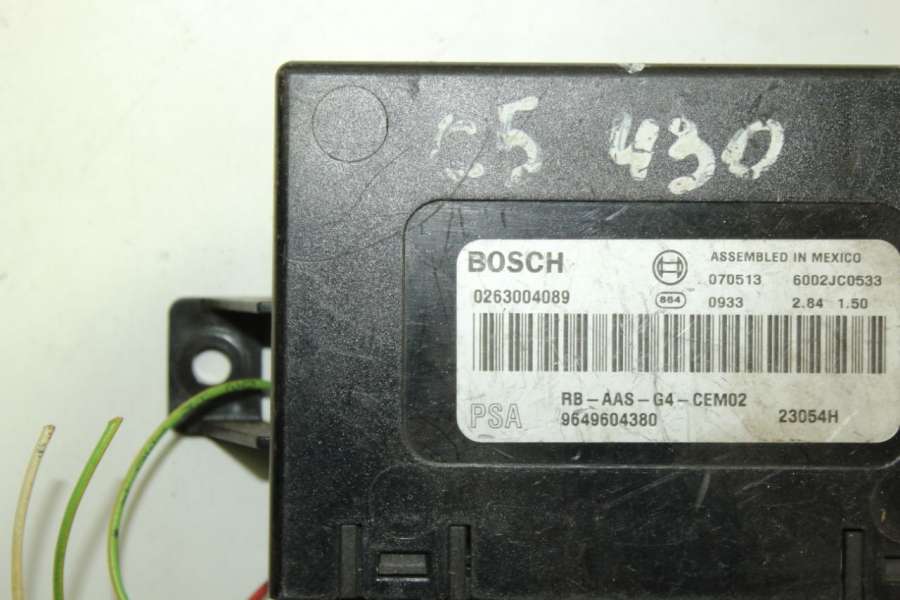 C5 430
BOSCH
ASSEMBLED IN MEXICO
0263004089
070513 6002JC0533
864 0933 2.84 1.50
RB-AAS-G4-CEM02
PSA 9649604380 23054H